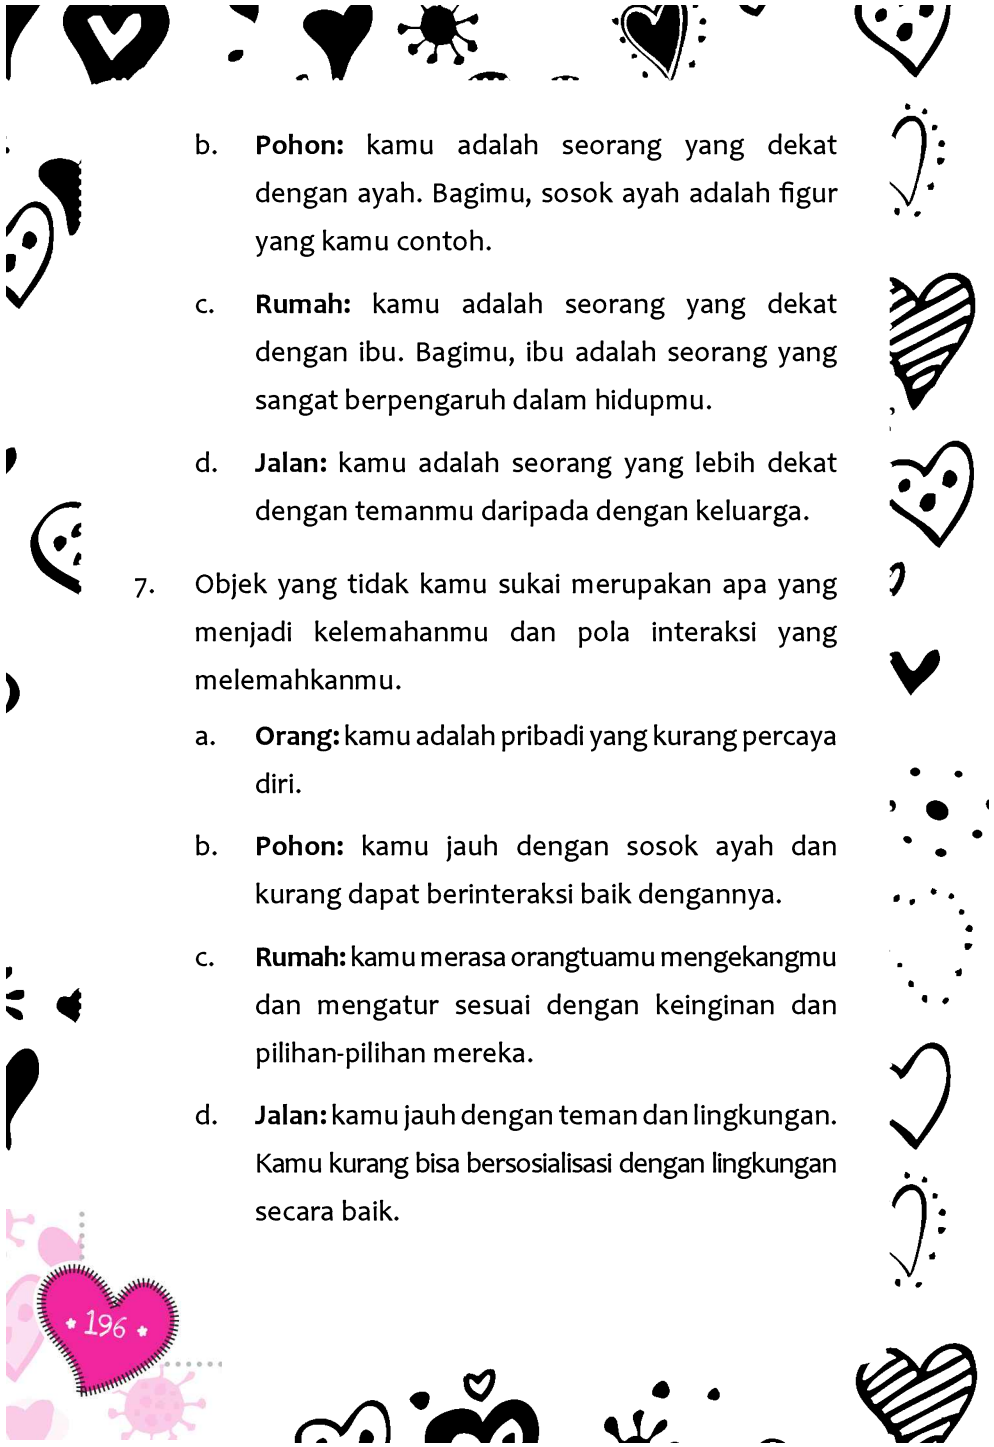 b. Pohon: kamu adalah seorang yang dekat
dengan ayah. Bagimu, sosok ayah adalah figur
yang kamu contoh.
c. Rumah: kamu adalah seorang yang dekat
dengan ibu. Bagimu, ibu adalah seorang yang
sangat berpengaruh dalam hidupmu.
d. Jalan: kamu adalah seorang yang lebih dekat
dengan temanmu daripada dengan keluarga.
7. Objek yang tidak kamu sukai merupakan apa yang
menjadi kelemahanmu dan pola interaksi yang
melemahkanmu.
a. Orang: kamu adalah pribadi yang kurang percaya
diri.
b. Pohon: kamu jauh dengan sosok ayah dan
kurang dapat berinteraksi baik dengannya.
c. Rumah: kamu merasa orangtuamu mengekangmu
dan mengatur sesuai dengan keinginan dan
pilihan-pilihan mereka.
d. Jalan: kamu jauh dengan teman dan lingkungan.
Kamu kurang bisa bersosialisasi dengan lingkungan
secara baik.
196